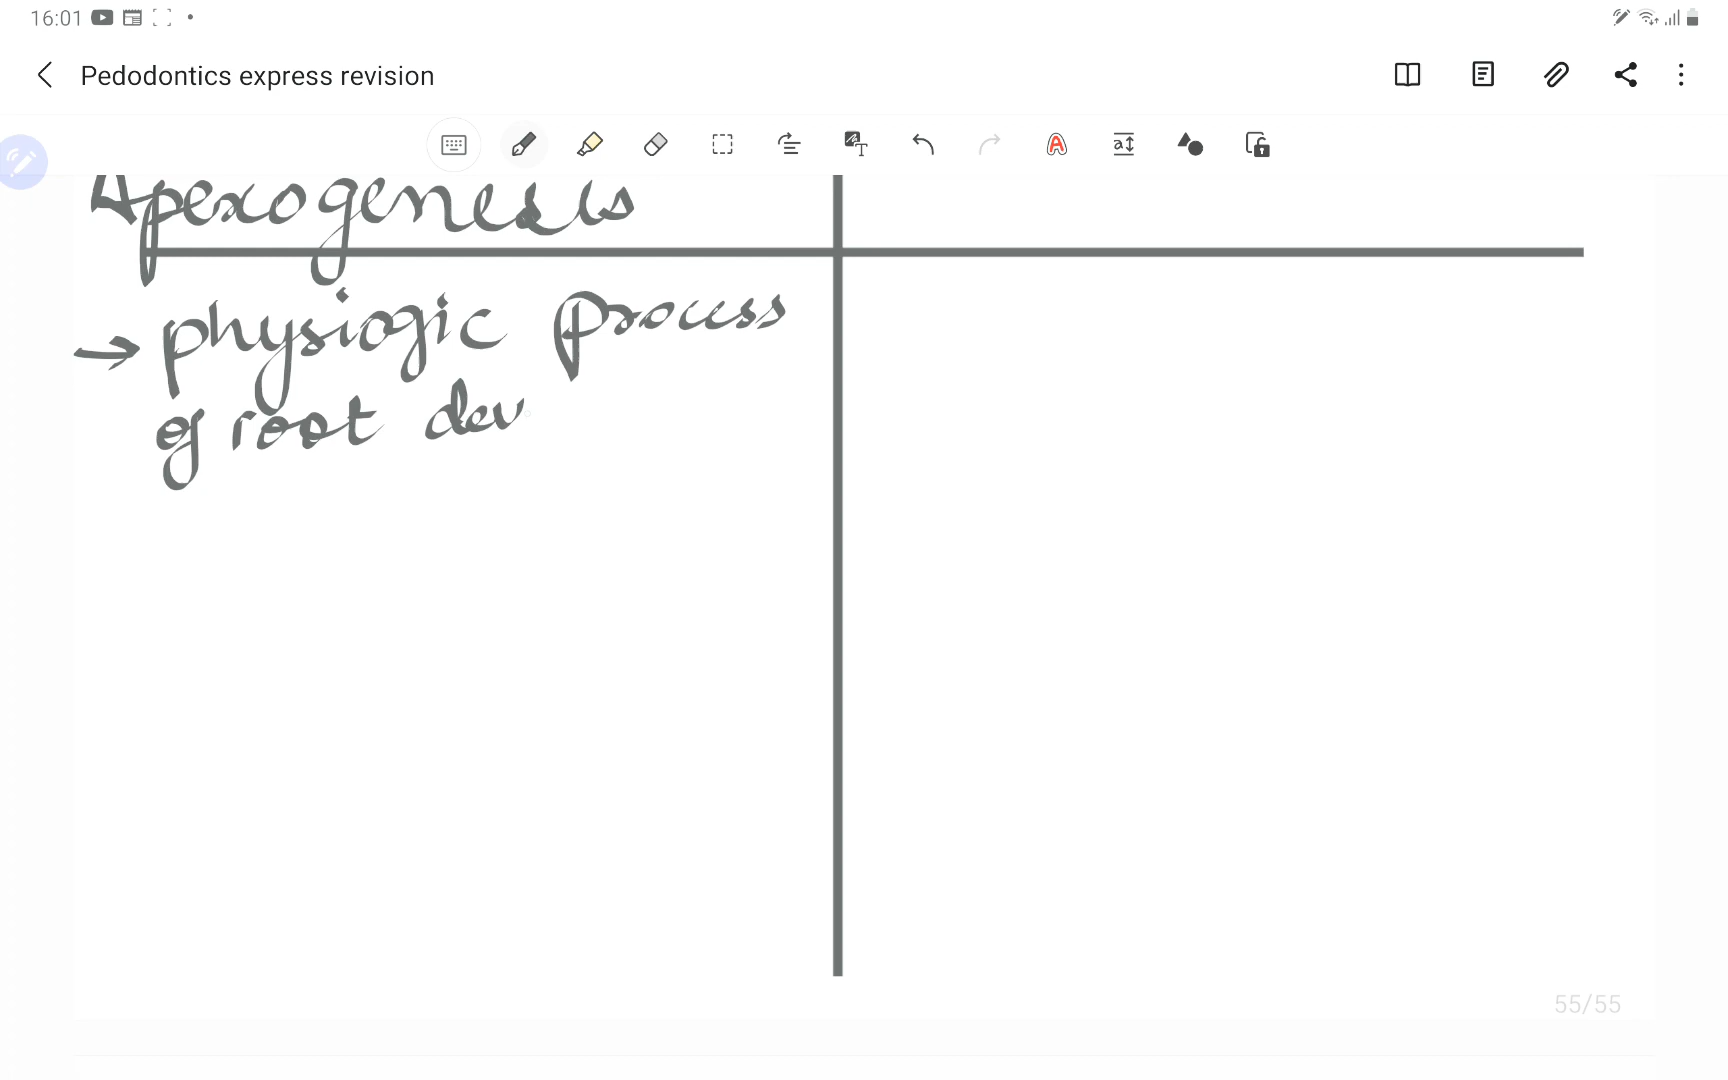 16:01
Pedodontics express revision
Apexogenesis
→ physiogic process
of root dev
55/55